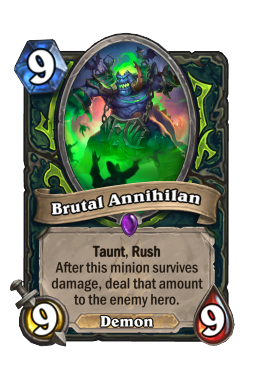 9
Brutal Annihilan
Taunt, Rush
After this minion survives
damage, deal that amount
to the enemy hero.
9
Demon
9